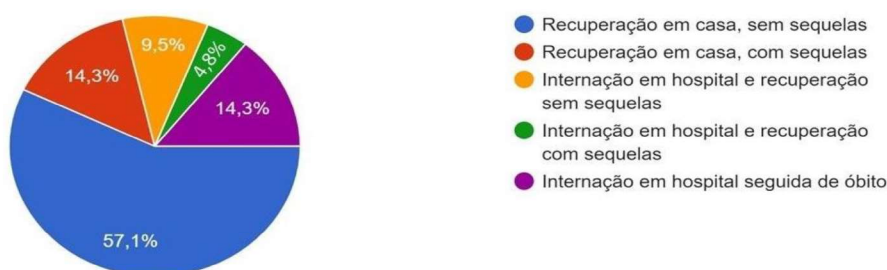 9,5%
4,8%
14,3%
14,3%
57,1%
Recuperação em casa, sem sequelas
Recuperação em casa, com sequelas
Internação em hospital e recuperação
sem sequelas
Internação em hospital e recuperação
com sequelas
Internação em hospital seguida de óbito